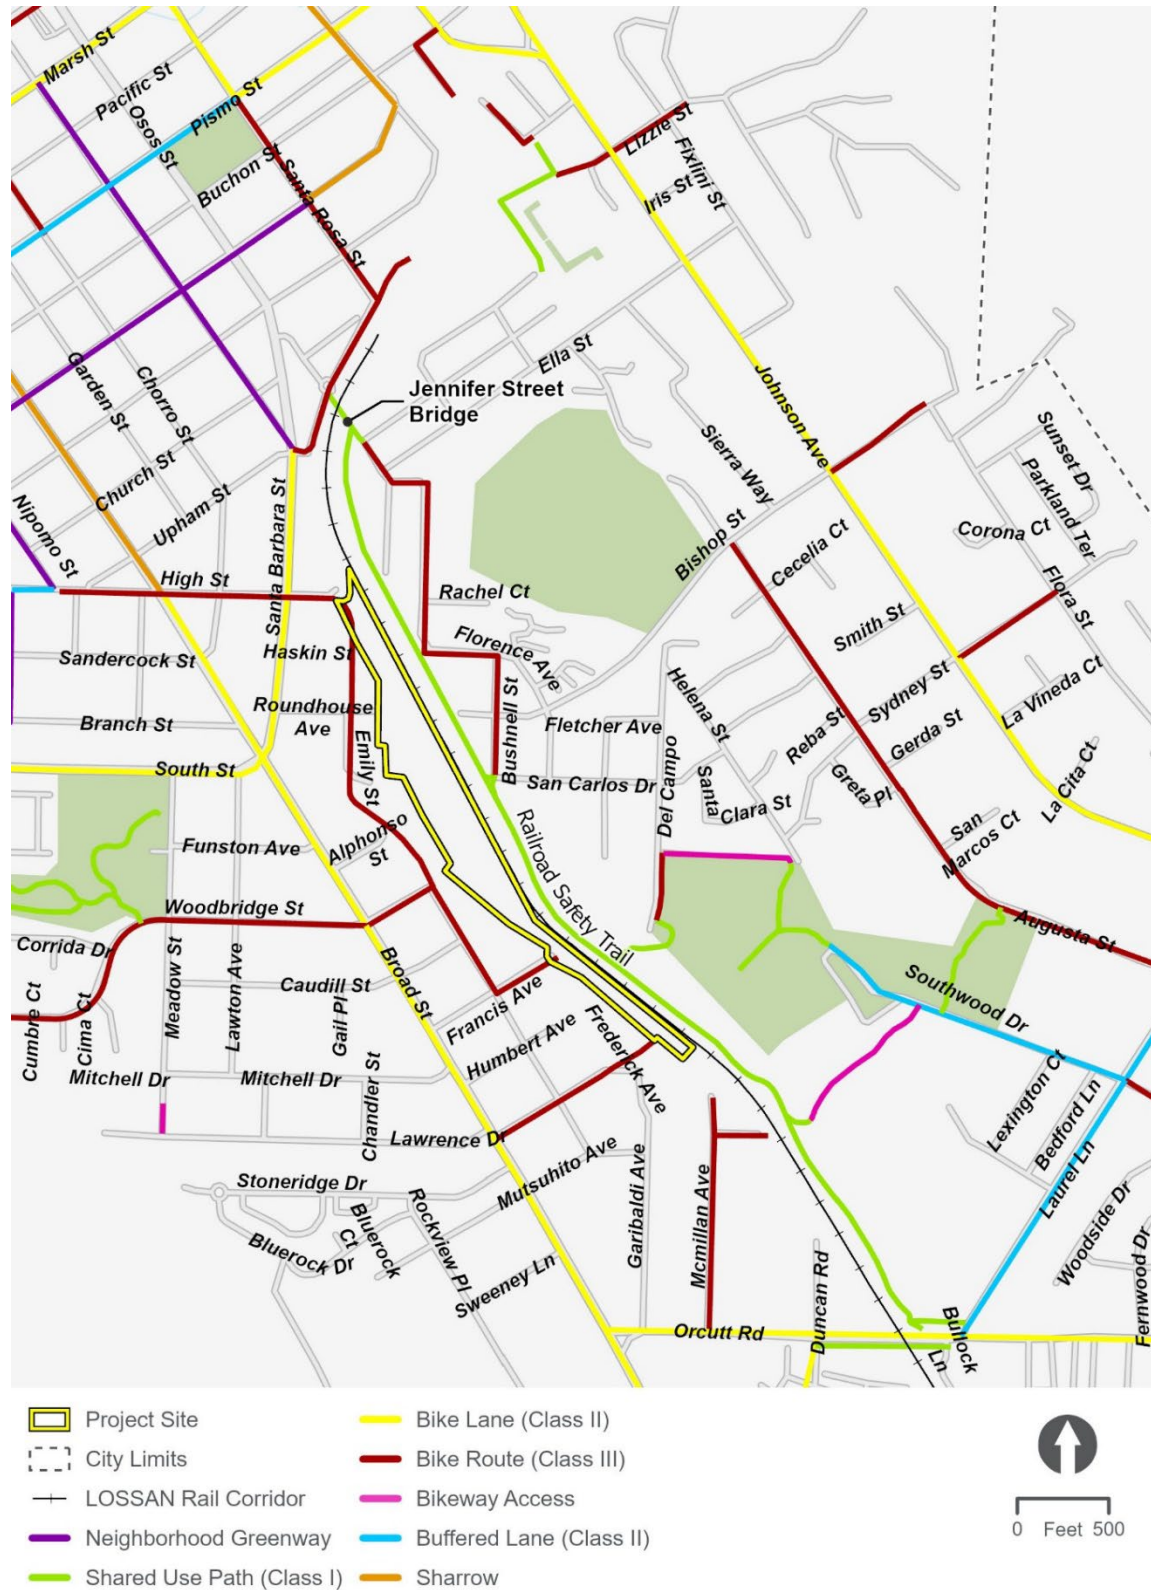 Marsh St
Pacific St
Osos St
Pismo St
Buchon St
Santa Rosa St
Lizzie St
Fixlini St
Iris St
Garden St
Chorro St
Ella St
Jennifer Street
Bridge
Johnson Ave
Sierra Way
Sunset Dr
Parkland Ter
Church St
Nipomo St
Upham St
Santa Barbara St
Bishop St
Cecelia Ct
Corona Ct
High St
Rachel Ct
Smith St
Flora St
Sandercock St
Haskin St
Florence Ave
Helena St
Sydney St
La Vineda Ct
Branch St
Roundhouse
Ave
Emily St
Bushnell St
Fletcher Ave
Reba St
Gerda St
South St
San Carlos Dr
Del Campo
Santa
Clara St
Greta Pl
La Cita Ct
San
Marcos Ct
Funston Ave
Alphonso
St
Railroad Safety Trail
Woodbridge St
Augusta St
Corrida Dr
Meadow St
Lawton Ave
Caudill St
Gail Pl
Broad St
Francis Ave
Southwood Dr
Cumbre Ct
Cima Ct
Humbert Ave
Frederick Ave
Mitchell Dr
Mitchell Dr
Chandler St
Lexington Ct
Bedford Ln
Lawrence Dr
Mutsuhito Ave
Laurel Ln
Stoneridge Dr
Rockview Pl
Garibaldi Ave
Mcmillan Ave
Woodside Dr
Bluerock Dr
Bluerock
Ct
Sweeney Ln
Duncan Rd
Fernwood Dr
Orcutt Rd
Bullock
Ln
Project Site
City Limits
LOSSAN Rail Corridor
Neighborhood Greenway
Shared Use Path (Class I)
Bike Lane (Class II)
Bike Route (Class III)
Bikeway Access
Buffered Lane (Class II)
Sharrow
0 Feet 500